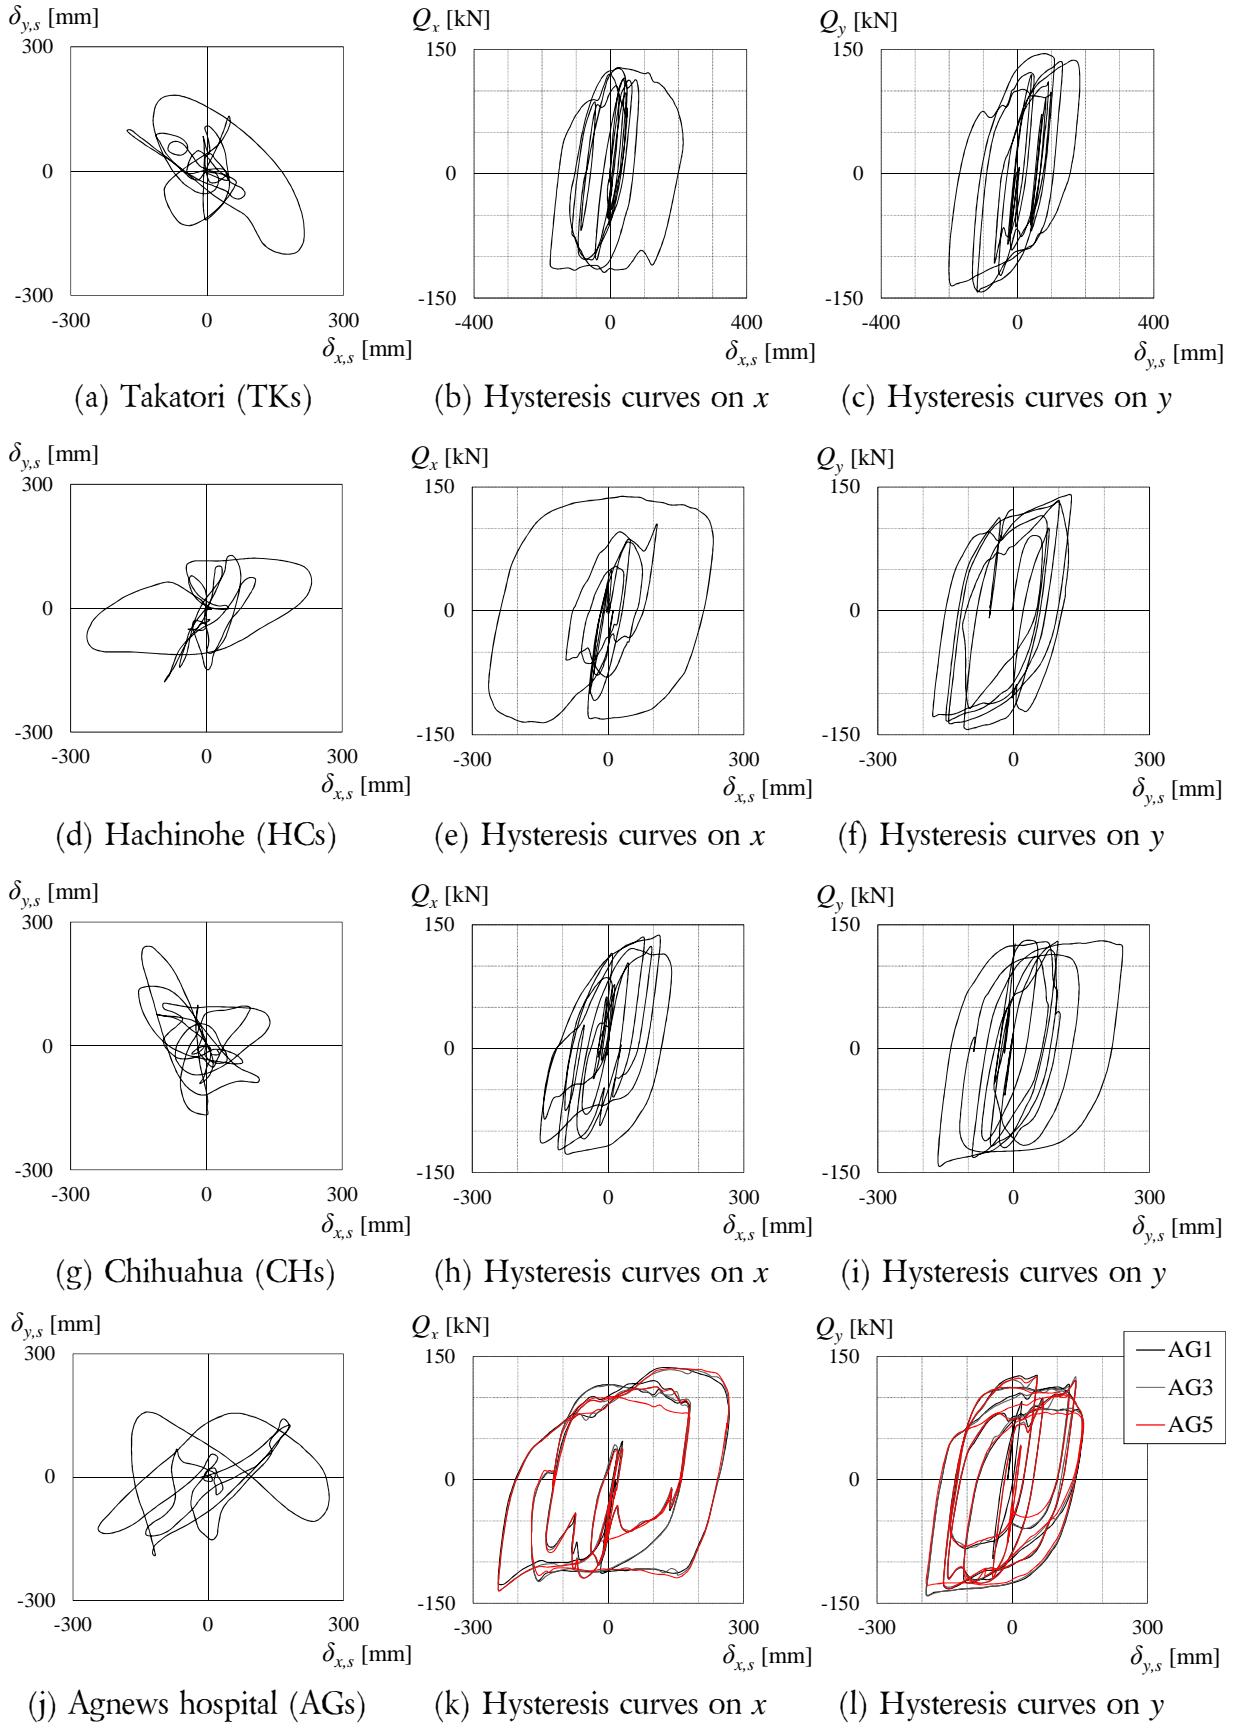 δy,s [mm] Qx [kN] Qy [kN]
300 150 150
0 0 0
-300 -150 -150
-300 0 300 -400 0 400 -400 0 400
δx,s [mm] δx,s [mm] δy,s [mm]
(a) Takatori (TKs) (b) Hysteresis curves on x (c) Hysteresis curves on y
δy,s [mm] Qx [kN] Qy [kN]
300 150 150
0 0 0
-300 -150 -150
-300 0 300 -300 0 300 -300 0 300
δx,s [mm] δx,s [mm] δy,s [mm]
(d) Hachinohe (HCs) (e) Hysteresis curves on x (f) Hysteresis curves on y
δy,s [mm] Qx [kN] Qy [kN]
300 150 150
0 0 0
-300 -150 -150
-300 0 300 -300 0 300 -300 0 300
δx,s [mm] δx,s [mm] δy,s [mm]
(g) Chihuahua (CHs) (h) Hysteresis curves on x (i) Hysteresis curves on y
δy,s [mm] Qx [kN] Qy [kN]
300 150 150
AG1
AG3
AG5
0 0 0
-300 -150 -150
-300 0 300 -300 0 300 -300 0 300
δx,s [mm] δx,s [mm] δy,s [mm]
(j) Agnews hospital (AGs) (k) Hysteresis curves on x (l) Hysteresis curves on y